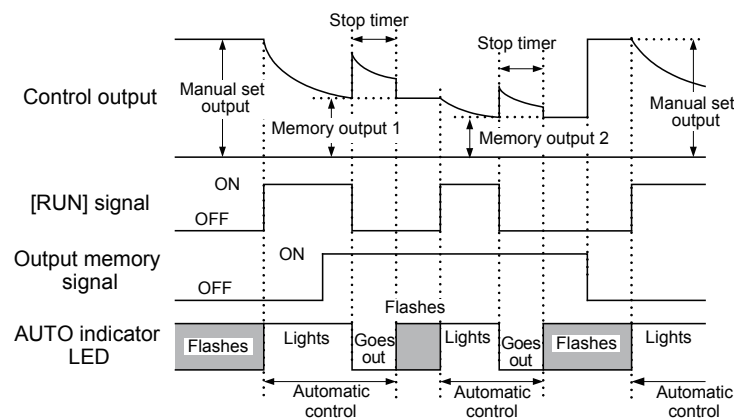 Stop timer
Stop timer
Control output
Manual set
output
Memory output 1
Memory output 2
Manual set
output
[RUN] signal
ON
OFF
Output memory
signal
ON
OFF
AUTO indicator
LED
Flashes
Lights
Goes
out
Flashes
Lights
Goes
out
Flashes
Lights
Automatic
control
Automatic
control
Automatic
control